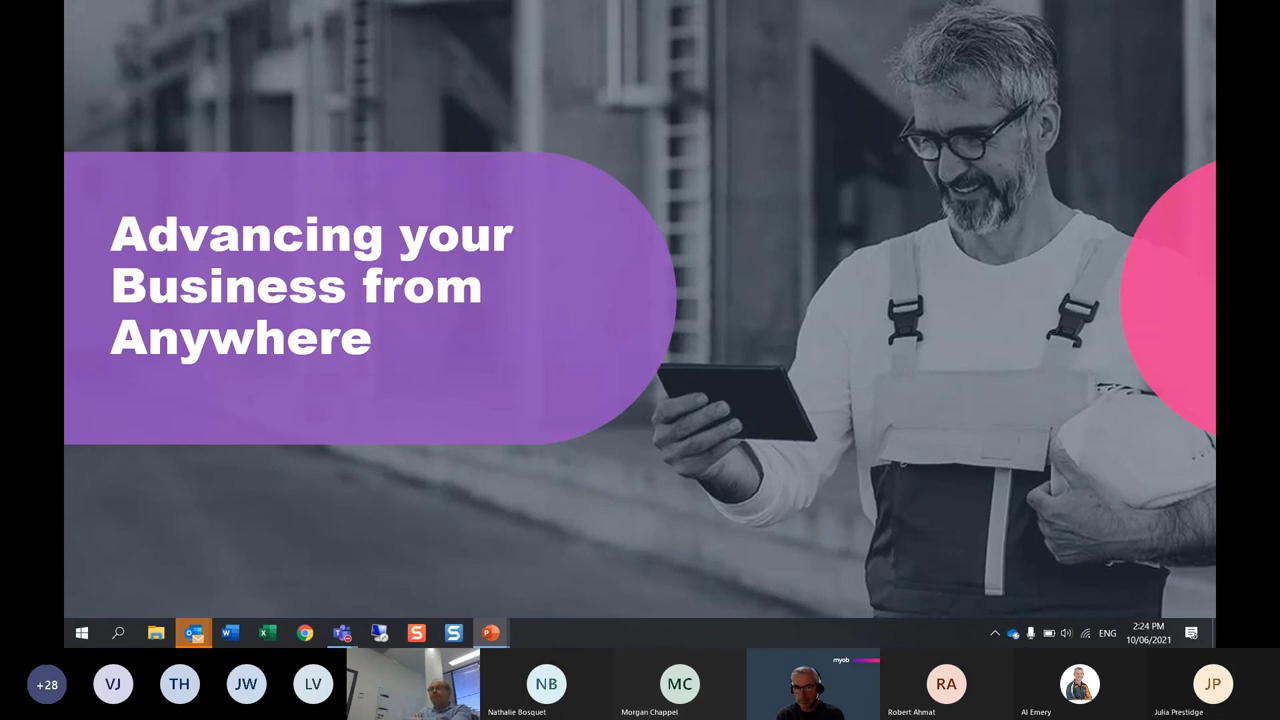 Advancing your
Business from
Anywhere
ENG
2:24 PM
10/06/2021
+28
VJ
TH
JW
LV
NB
Nathalie Bosquet
MC
Morgan Chappel
myob
RA
Robert Ahmat
Al Emery
JP
Julia Prestidge